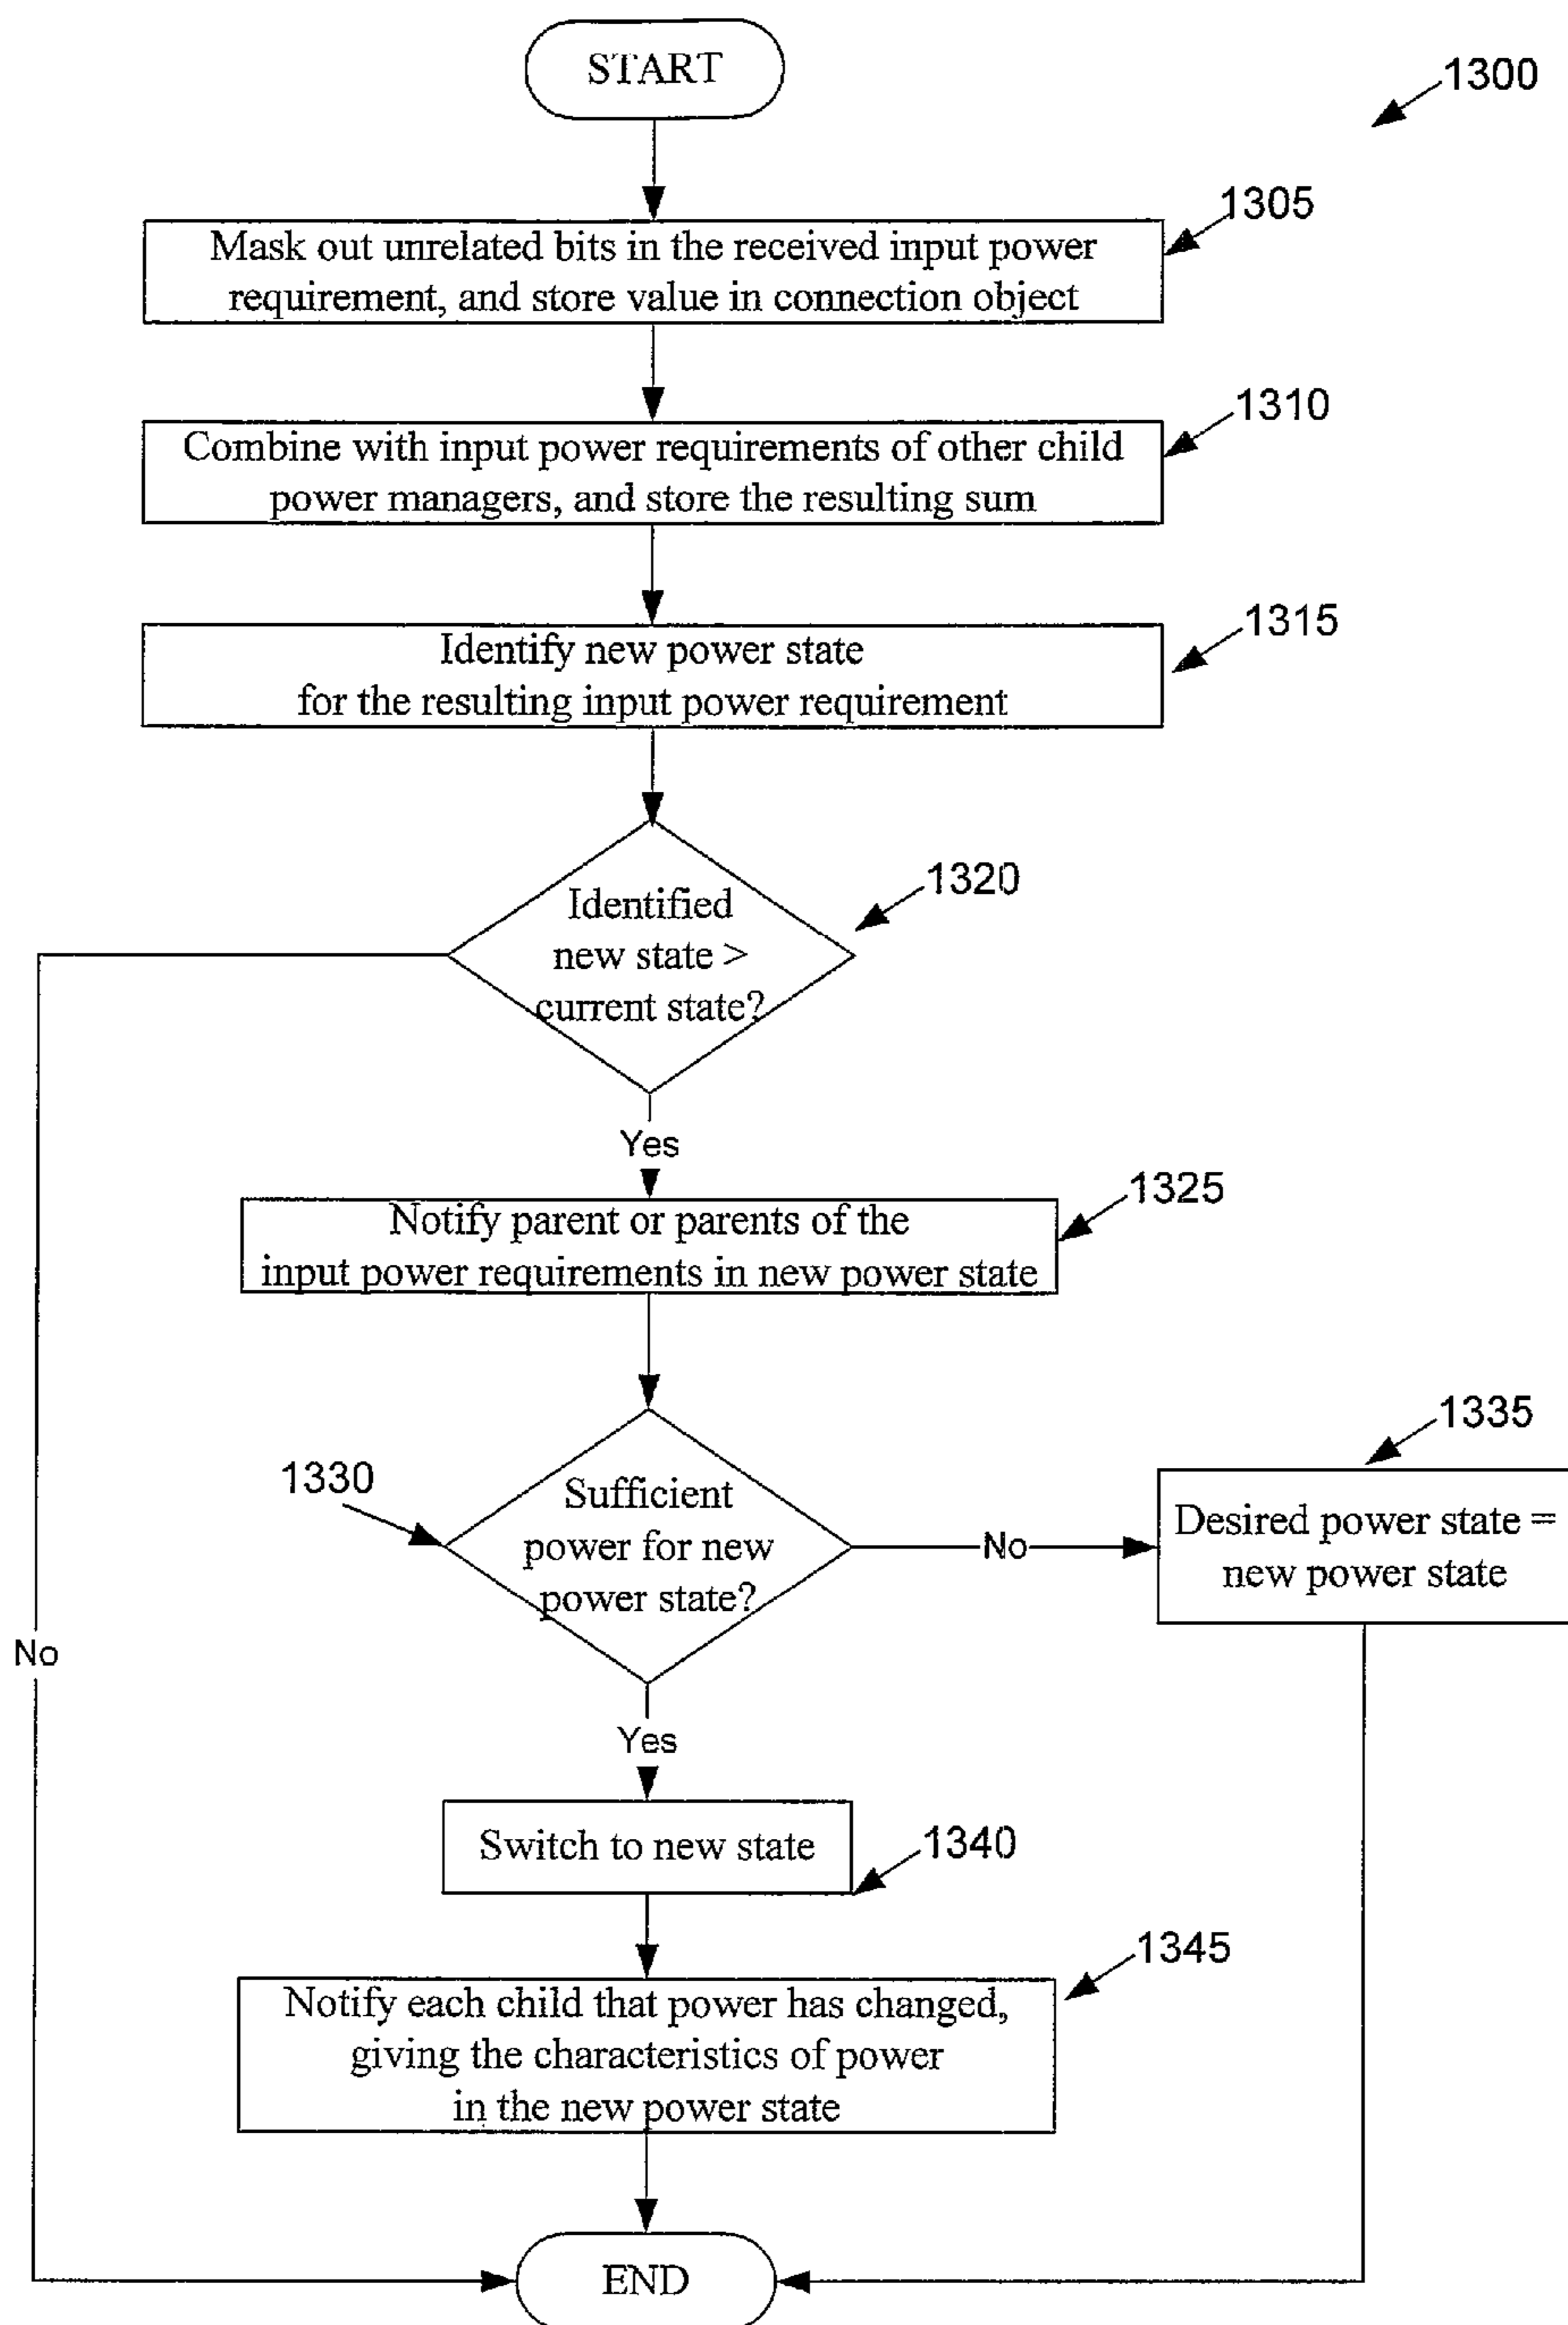 START
1300
1305
Mask out unrelated bits in the received input power
requirement, and store value in connection object
1310
Combine with input power requirements of other child
power managers, and store the resulting sum
1315
Identify new power state
for the resulting input power requirement
1320
Identified
new state >
current state?
Yes
1325
Notify parent or parents of the
input power requirements in new power state
1330
Sufficient
power for new
power state?
No
1335
Desired power state =
new power state
No
Yes
Switch to new state
1340
1345
Notify each child that power has changed,
giving the characteristics of power
in the new power state
END